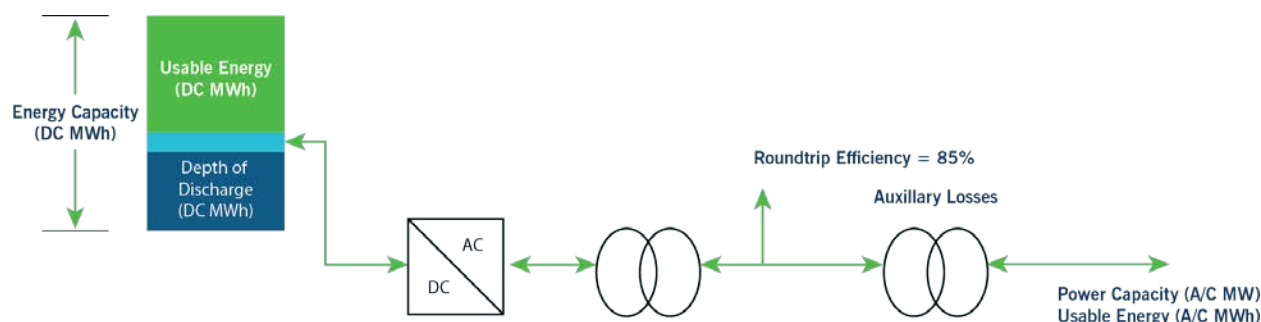 Usable Energy
(DC MWh)
Energy Capacity
(DC MWh)
Depth of
Discharge
(DC MWh)
AC
DC
Roundtrip Efficiency = 85%
Auxillary Losses
Power Capacity (A/C MW)
Usable Energy (A/C MWh)